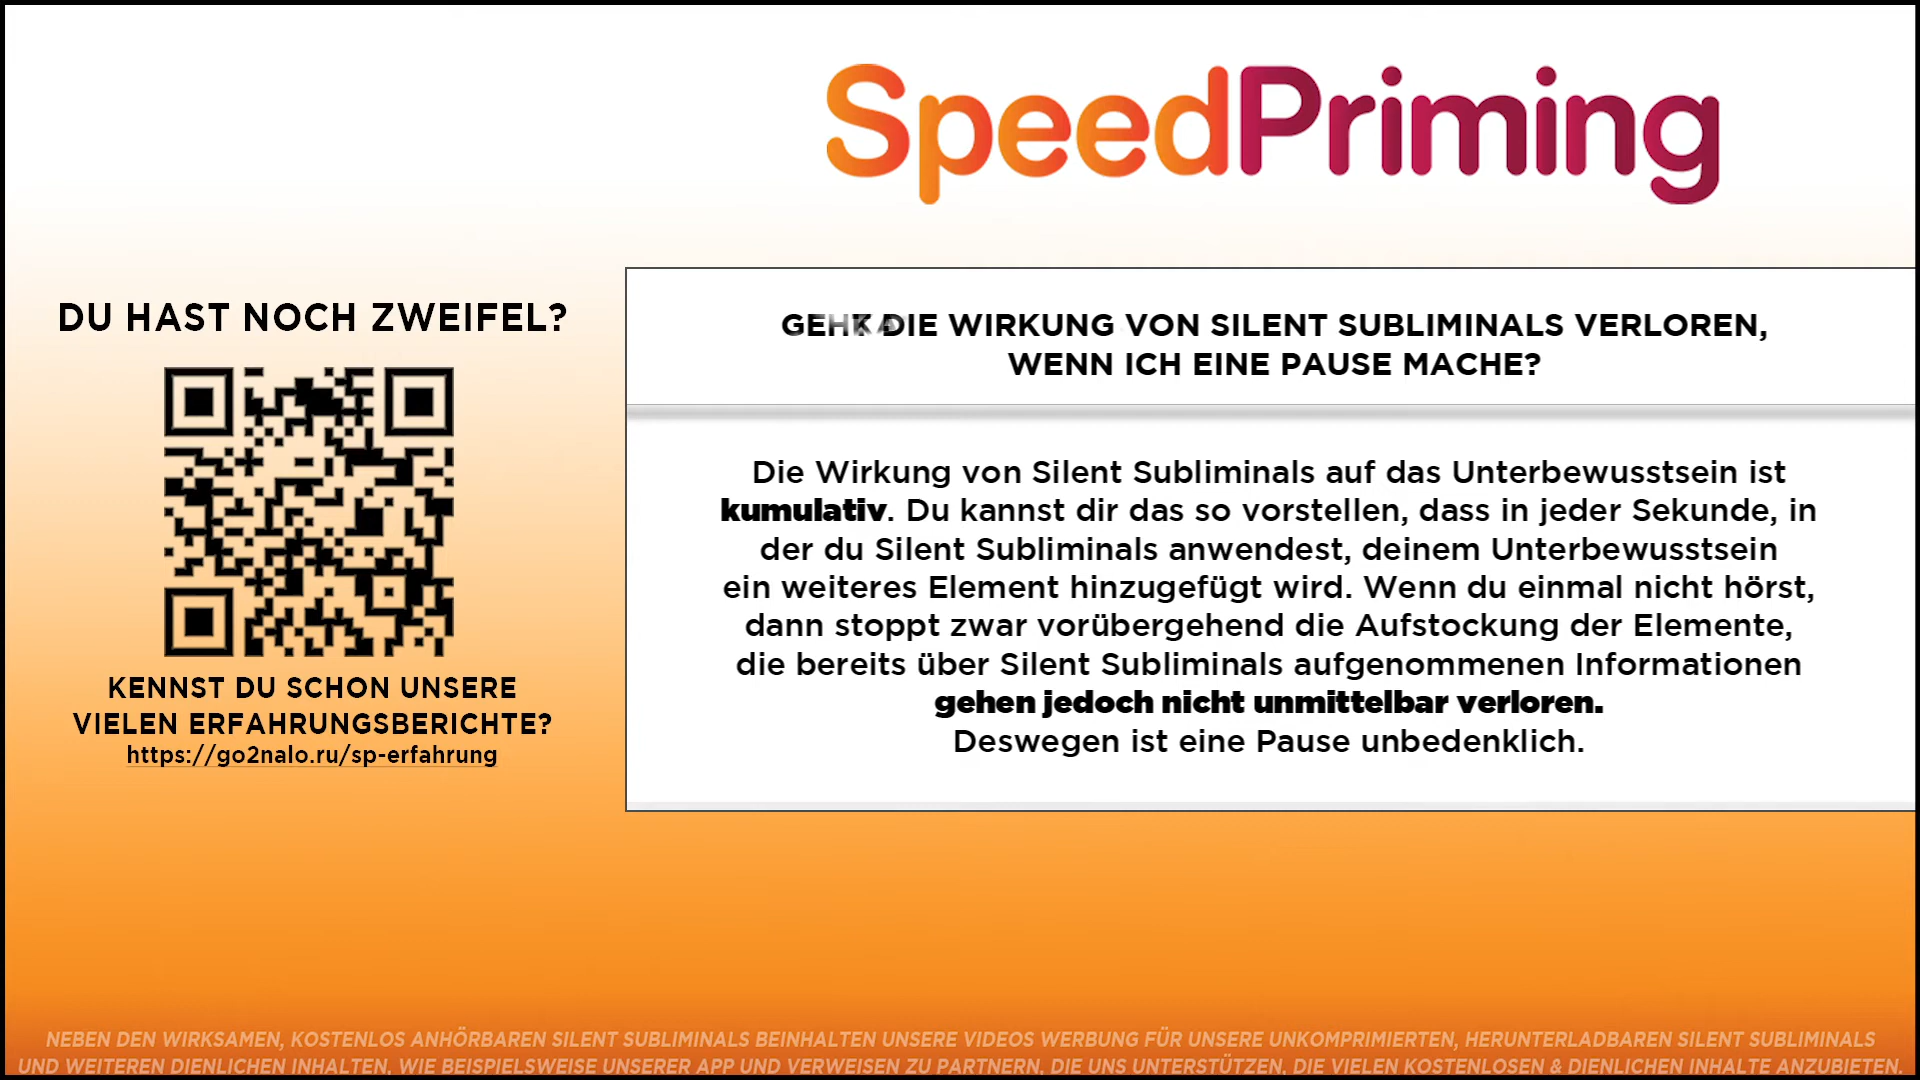 SpeedPriming
DU HAST NOCH ZWEIFEL?
KENNST DU SCHON UNSERE
VIELEN ERFAHRUNGSBERICHTE?
https://go2nalo.ru/sp-erfahrung
GEHT DIE WIRKUNG VON SILENT SUBLIMINALS VERLOREN,
WENN ICH EINE PAUSE MACHE?
Die Wirkung von Silent Subliminals auf das Unterbewusstsein ist
kumulativ. Du kannst dir das so vorstellen, dass in jeder Sekunde, in
der du Silent Subliminals anwendest, deinem Unterbewusstsein
ein weiteres Element hinzugefügt wird. Wenn du einmal nicht hörst,
dann stoppt zwar vorübergehend die Aufstockung der Elemente,
die bereits über Silent Subliminals aufgenommenen Informationen
gehen jedoch nicht unmittelbar verloren.
Deswegen ist eine Pause unbedenklich.
NEBEN DEN WIRKSAMEN, KOSTENLOS ANHÖRBAREN SILENT SUBLIMINALS BEINHALTEN UNSERE VIDEOS WERBUNG FÜR UNSERE UNKOMPRIMIERTEN, HERUNTERLADBAREN SILENT SUBLIMINALS
UND WEITEREN DIENLICHEN INHALTEN, WIE BEISPIELSWEISE UNSERER APP UND VERWEISEN ZU PARTNERN, DIE UNS UNTERSTÜTZEN, DIE VIELEN KOSTENLOSEN & DIENLICHEN INHALTE ANZUBIETEN.